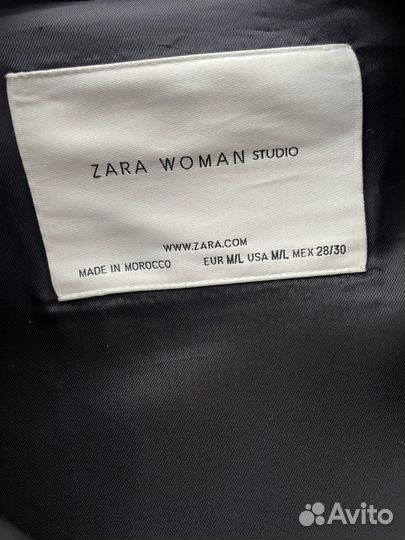 ZARA WOMAN STUDIO
WWW.ZARA.COM
MADE IN MOROCCO EUR M/L USA M/L MEX 28/30
Avito